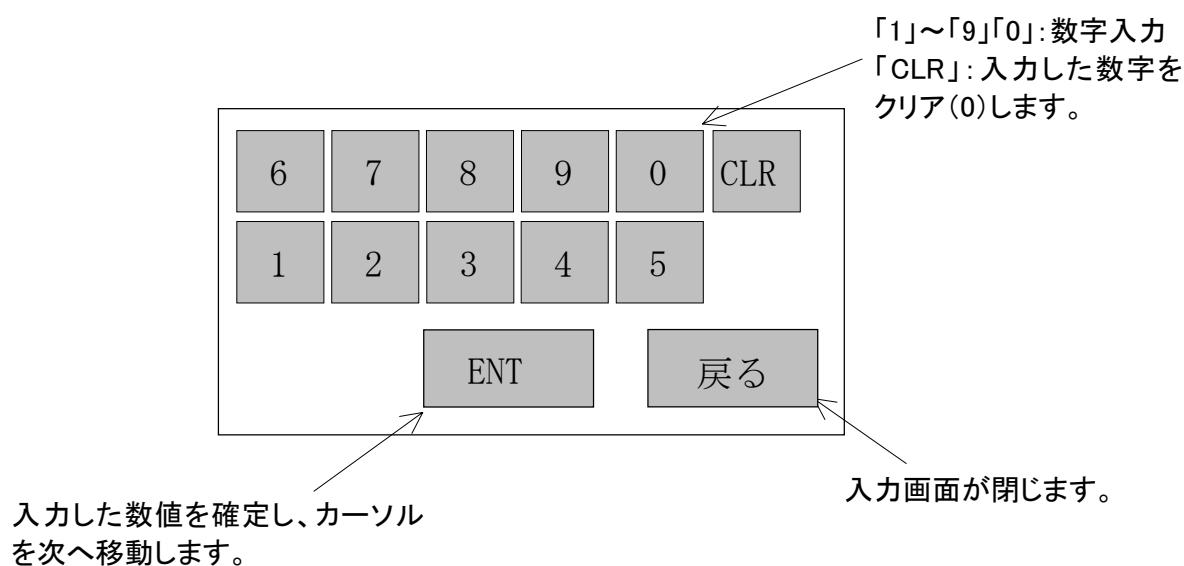 「1」～「9」「0」：数字入力
「CLR」：入力した数字を
クリア（0）します。
6 7 8 9 0 CLR
1 2 3 4 5
ENT 戻る
入力画面が閉じます。
入力した数値を確定し、カーソル
を次へ移動します。